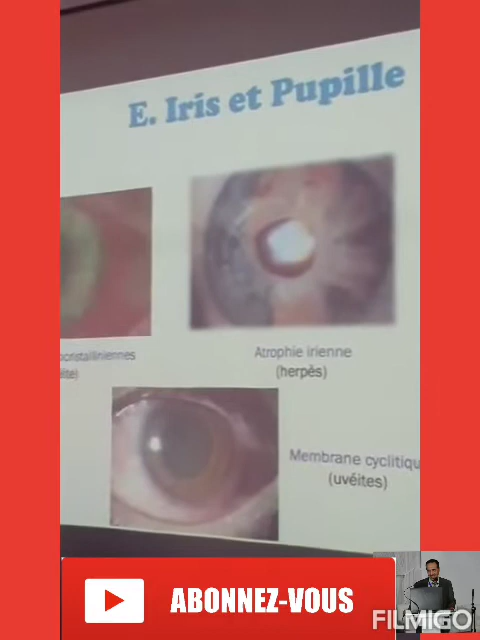 E. Iris et Pupille
Atrophie irienne
(herpès)
Membrane cyclitiqu
(uvéites)
ABONNEZ-VOUS
FILMIGO